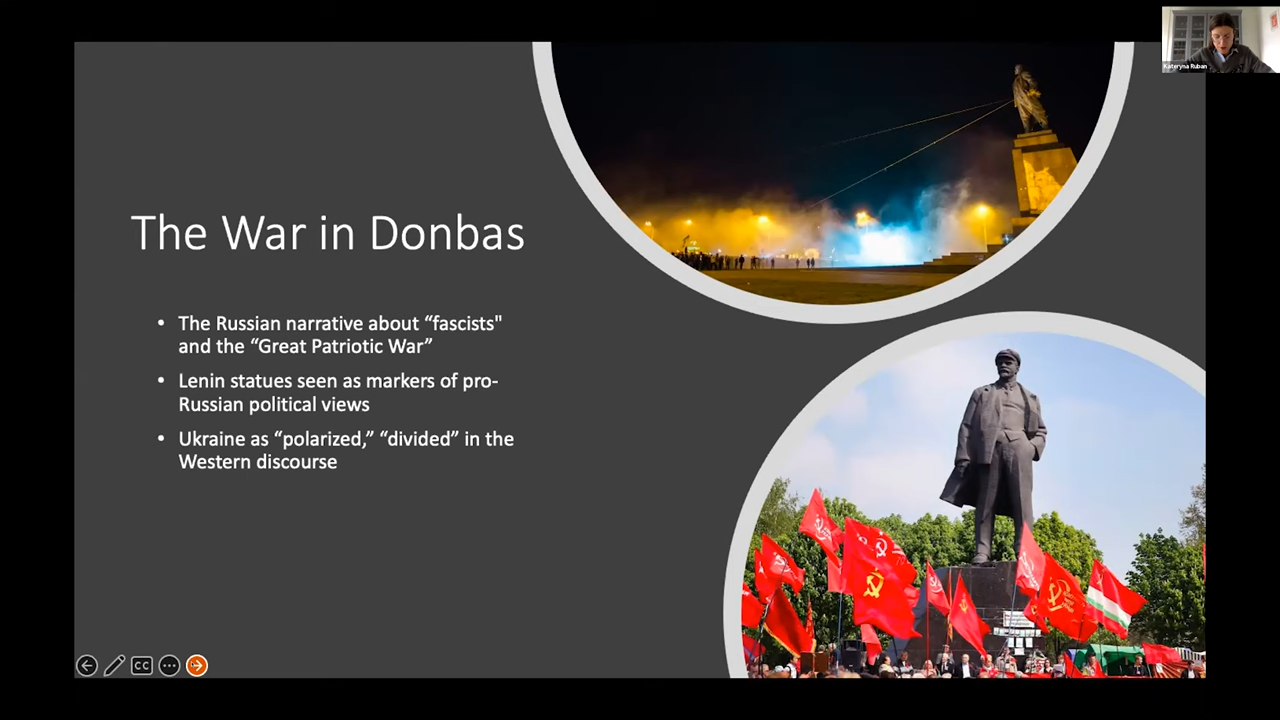 Kateryna Ruban
The War in Donbas
• The Russian narrative about “fascists"
and the “Great Patriotic War”
• Lenin statues seen as markers of pro-
Russian political views
• Ukraine as “polarized,” “divided” in the
Western discourse
CC